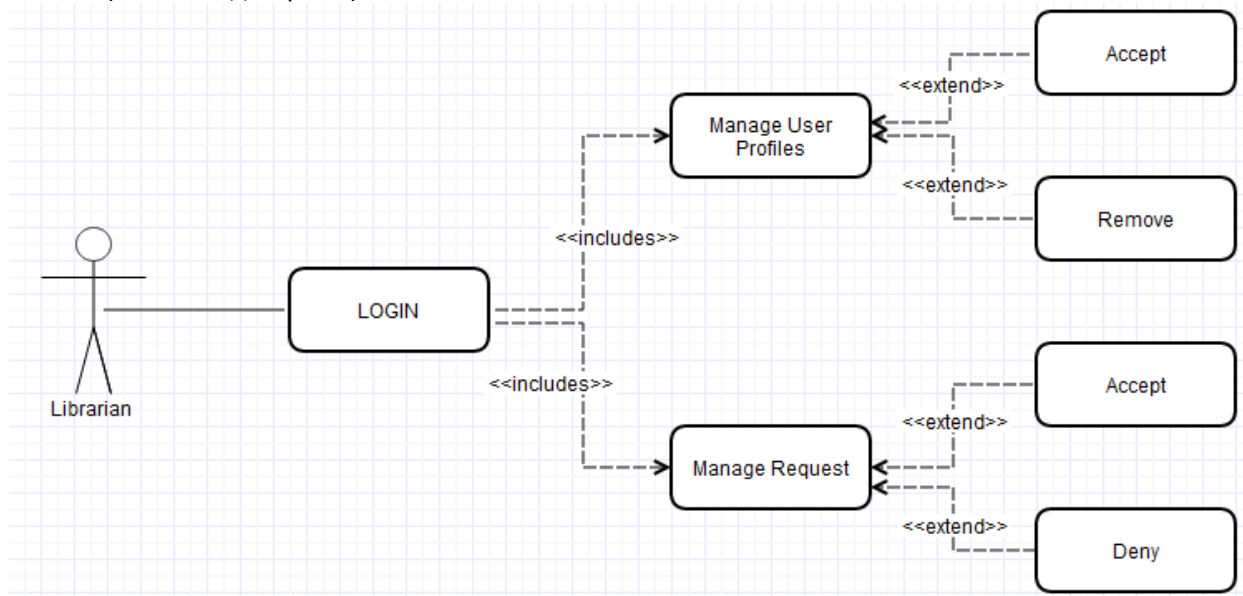 Accept
<<extend>>
Manage User
Profiles
<<extend>>
Remove
<<includes>>
LOGIN
Librarian
<<includes>>
Accept
<<extend>>
Manage Request
<<extend>>
Deny